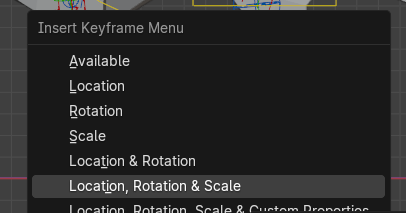 Insert Keyframe Menu
Available
Location
Rotation
Scale
Location & Rotation
Location, Rotation & Scale
Location, Rotation, Scale & Custom Properties